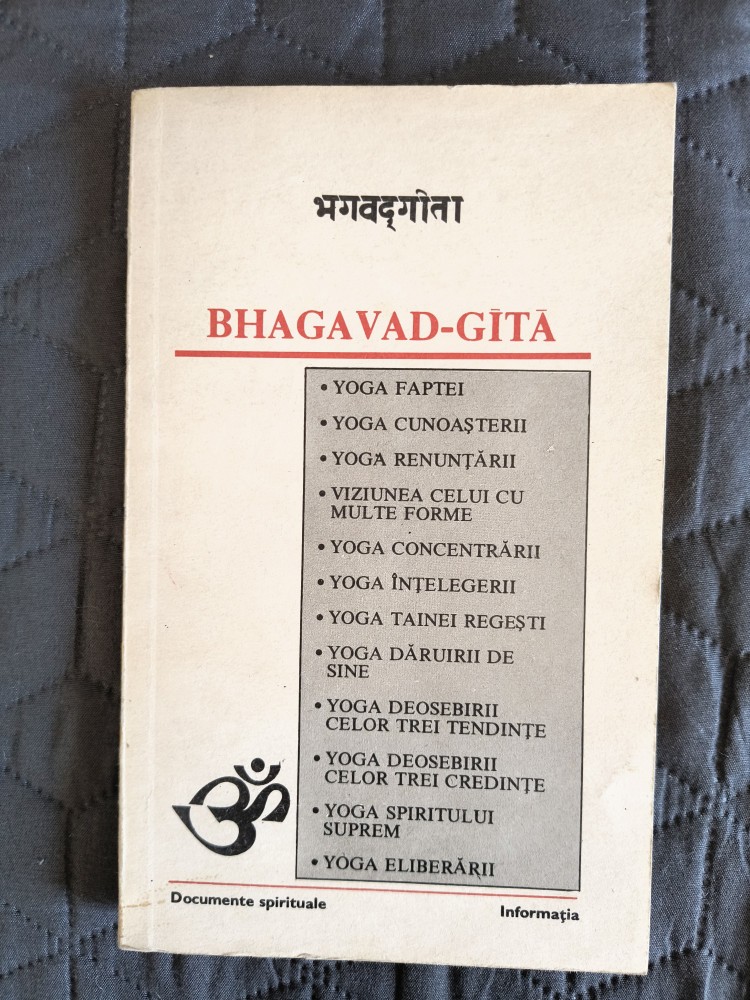 भगवद्गीता
BHAGAVAD-GĪTĀ
• YOGA FAPTEI
• YOGA CUNOAŞTERII
• YOGA RENUNŢĂRII
• VIZIUNEA CELUI CU
MULTE FORME
• YOGA CONCENTRĂRII
• YOGA ÎNŢELEGERII
• YOGA TAINEI REGEŞTI
• YOGA DĂRUIRII DE
SINE
• YOGA DEOSEBIRII
CELOR TREI TENDINŢE
• YOGA DEOSEBIRII
CELOR TREI CREDINŢE
• YOGA SPIRITULUI
SUPREM
• YOGA ELIBERĂRII
ॐ
Documente spirituale
Informaţia